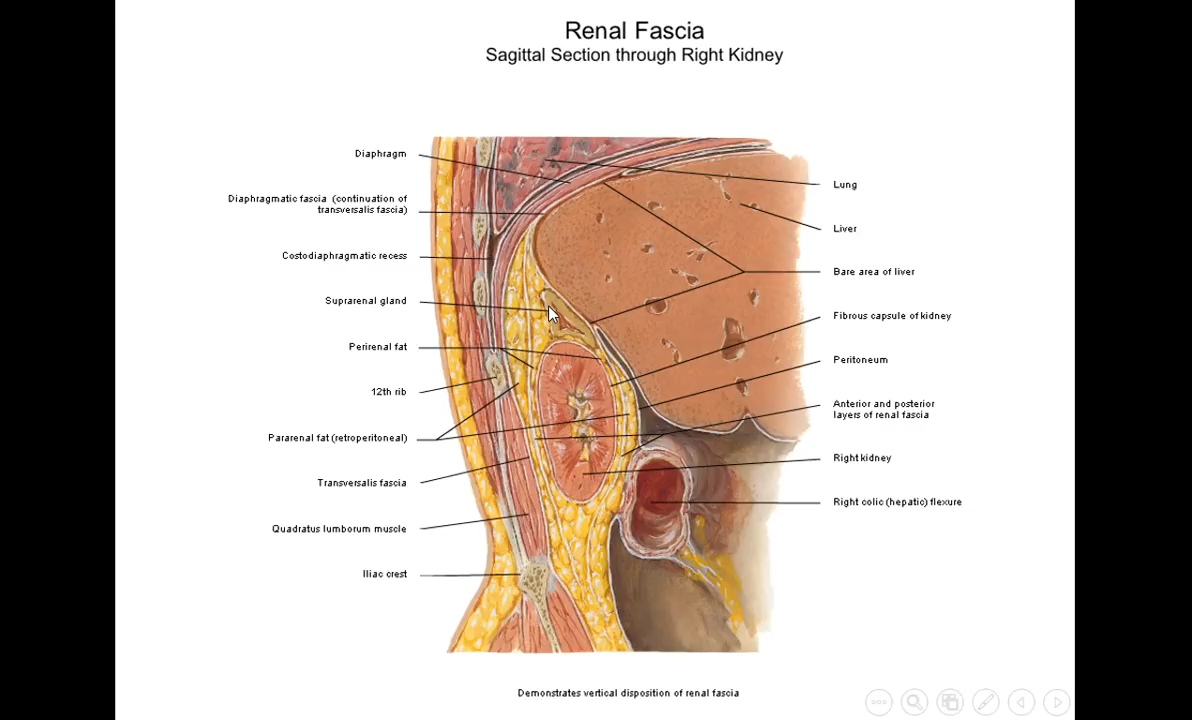 Renal Fascia
Sagittal Section through Right Kidney
Diaphragm
Diaphragmatic fascia (continuation of
transversalis fascia)
Costodiaphragmatic recess
Suprarenal gland
Perirenal fat
12th rib
Pararenal fat (retroperitoneal)
Transversalis fascia
Quadratus lumborum muscle
Iliac crest
Lung
Liver
Bare area of liver
Fibrous capsule of kidney
Peritoneum
Anterior and posterior
layers of renal fascia
Right kidney
Right colic (hepatic) flexure
Demonstrates vertical disposition of renal fascia